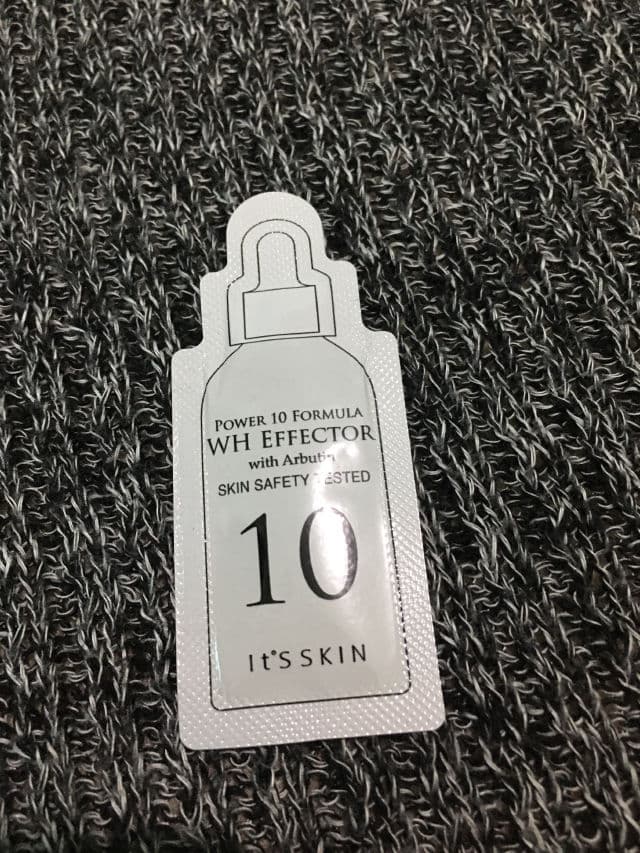 POWER 10 FORMULA
WH EFFECTOR
with Arbutin
SKIN SAFETY TESTED
10
It'S SKIN